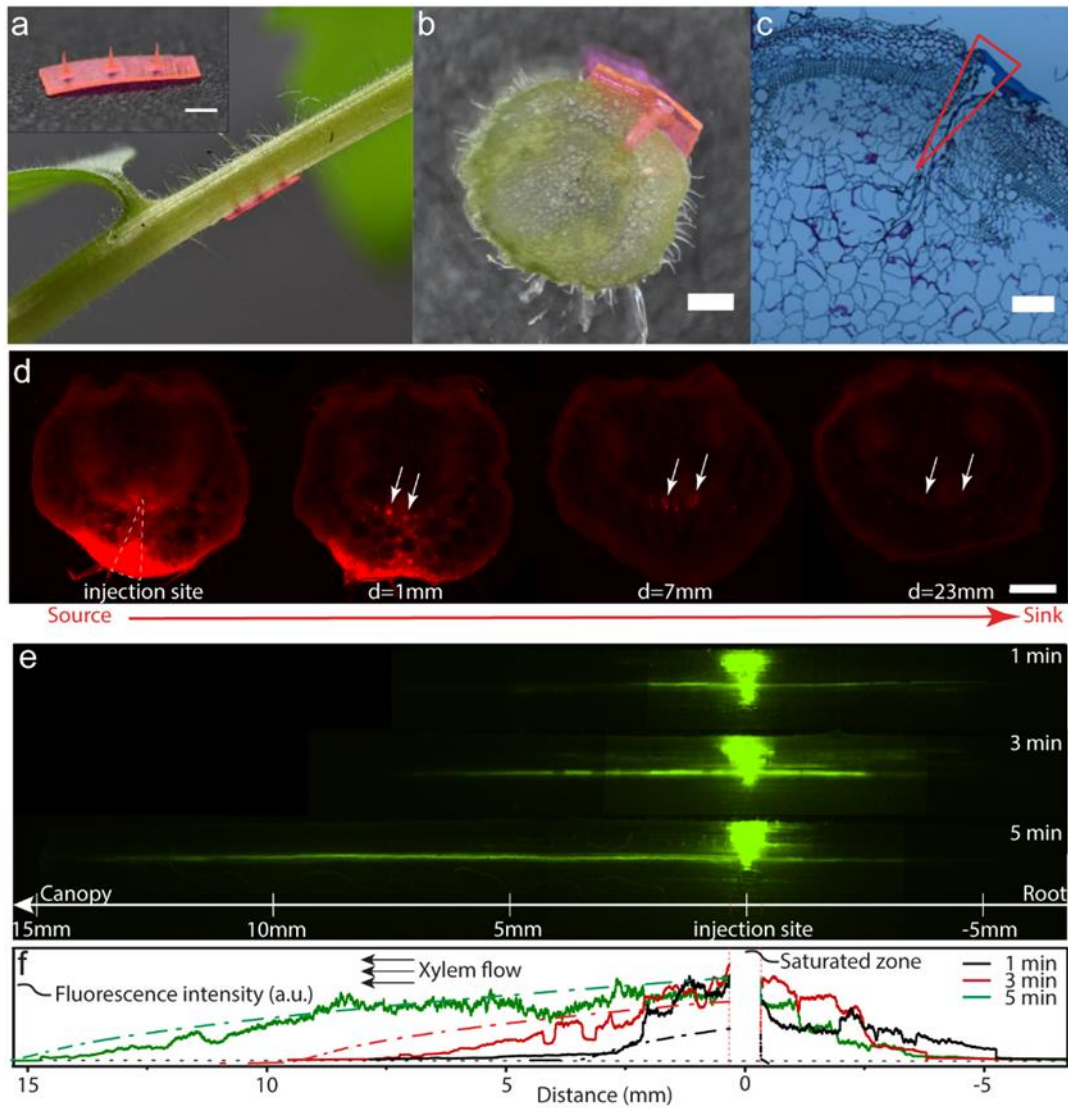 a
b
c
d
injection site
d=1mm
d=7mm
d=23mm
Source
Sink
e
1 min
3 min
5 min
Canopy
Root
15mm
10mm
5mm
injection site
-5mm
f
Xylem flow
Saturated zone
1 min
3 min
5 min
Fluorescence intensity (a.u.)
15
10
5
0
-5
Distance (mm)